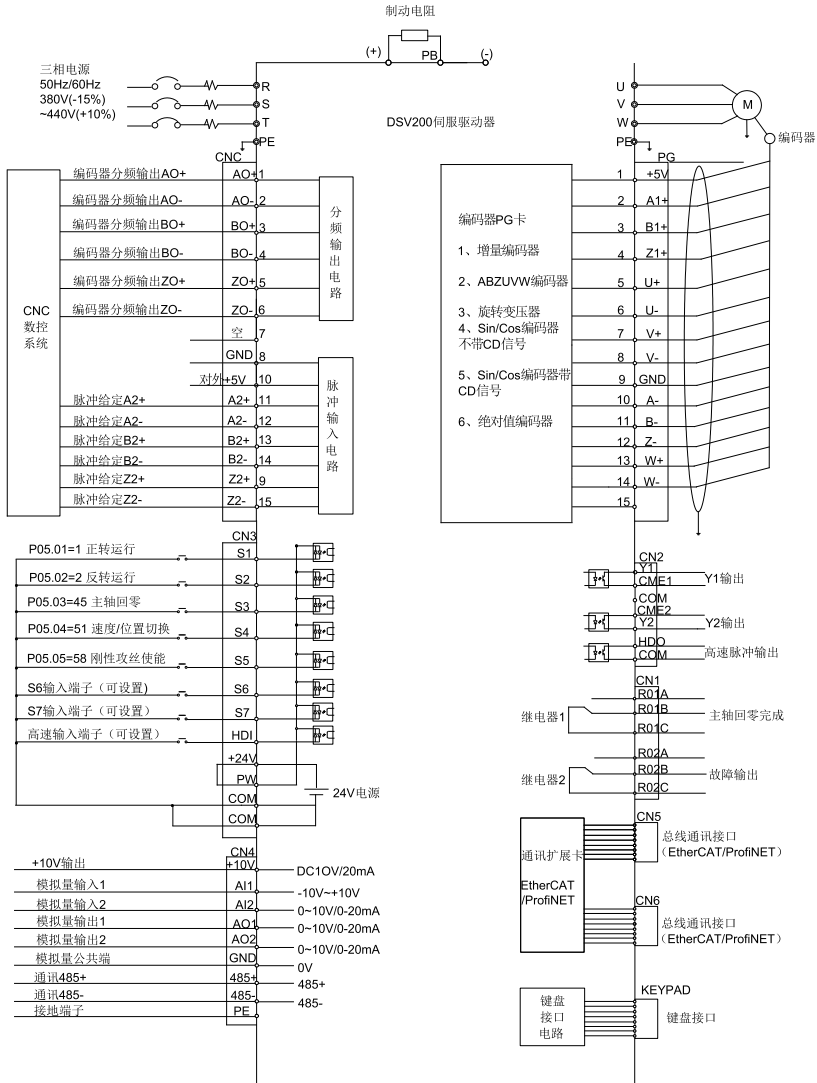 制动电阻
(+)
PB
(-)
三相电源
50Hz/60Hz
380V(-15%)
~440V(+10%)
R
S
T
PE
DSV200伺服驱动器
U
V
W
PE
M
编码器
CNC
数控
系统
CNC
编码器分频输出AO+ AO+ 1
编码器分频输出AO- AO- 2
编码器分频输出BO+ BO+ 3
编码器分频输出BO- BO- 4
编码器分频输出ZO+ ZO+ 5
编码器分频输出ZO- ZO- 6
空 7
GND 8
对外+5V 10
脉冲给定A2+ A2+ 11
脉冲给定A2- A2- 12
脉冲给定B2+ B2+ 13
脉冲给定B2- B2- 14
脉冲给定Z2+ Z2+ 9
脉冲给定Z2- Z2- 15
分
频
输
出
电
路
脉
冲
输
入
电
路
编码器PG卡
1、增量编码器
2、ABZUVW编码器
3、旋转变压器
4、Sin/Cos编码器
不带CD信号
5、Sin/Cos编码器带
CD信号
6、绝对值编码器
PG
1 +5V
2 A1+
3 B1+
4 Z1+
5 U+
6 U-
7 V+
8 V-
9 GND
10 A-
11 B-
12 Z-
13 W+
14 W-
15
CN3
P05.01=1 正转运行 S1
P05.02=2 反转运行 S2
P05.03=45 主轴回零 S3
P05.04=51 速度/位置切换 S4
P05.05=58 刚性攻丝使能 S5
S6输入端子（可设置) S6
S7输入端子（可设置） S7
高速输入端子（可设置） HDI
+24V
PW
COM
COM
24V电源
CN2
Y1
CME1
Y1输出
COM
CME2
Y2
Y2输出
HDO
COM
高速脉冲输出
CN1
R01A
R01B
R01C
继电器1
主轴回零完成
R02A
R02B
R02C
继电器2
故障输出
CN4
+10V输出 +10V DC1OV/20mA
模拟量输入1 AI1 -10V~+10V
模拟量输入2 AI2 0~10V/0-20mA
模拟量输出1 AO1 0~10V/0-20mA
模拟量输出2 AO2 0~10V/0-20mA
模拟量公共端 GND 0V
通讯485+ 485+ 485+
通讯485- 485- 485-
接地端子 PE
通讯扩展卡
EtherCAT
/ProfiNET
CN5
总线通讯接口
（EtherCAT/ProfiNET）
CN6
总线通讯接口
（EtherCAT/ProfiNET）
键盘
接口
电路
KEYPAD
键盘接口